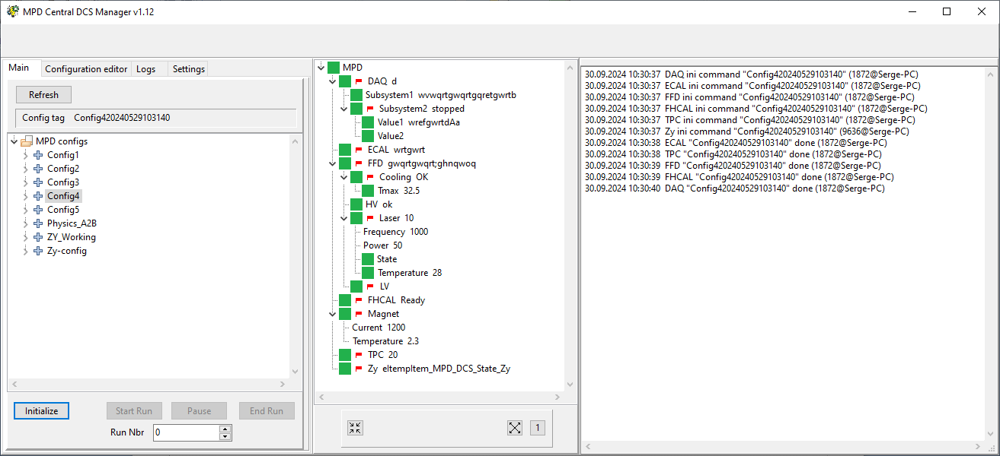 MPD Central DCS Manager v1.12
Main
Configuration editor
Logs
Settings
Refresh
Config tag Config420240529103140
MPD configs
Config1
Config2
Config3
Config4
Config5
Physics_A2B
ZY_Working
Zy-config
Initialize
Start Run
Pause
End Run
Run Nbr 0
MPD
DAQ d
Subsystem1 wvwqrtgwqrtgqretgwrtb
Subsystem2 stopped
Value1 wrefgwrtdAa
Value2
ECAL wrtgwrt
FFD gwqrtgwqrt;ghnqwoq
Cooling OK
Tmax 32.5
HV ok
Laser 10
Frequency 1000
Power 50
State
Temperature 28
LV
FHCAL Ready
Magnet
Current 1200
Temperature 2.3
TPC 20
Zy eltempItem_MPD_DCS_State_Zy
1
30.09.2024 10:30:37 DAQ ini command "Config420240529103140" (1872@Serge-PC)
30.09.2024 10:30:37 ECAL ini command "Config420240529103140" (1872@Serge-PC)
30.09.2024 10:30:37 FFD ini command "Config420240529103140" (1872@Serge-PC)
30.09.2024 10:30:37 FHCAL ini command "Config420240529103140" (1872@Serge-PC)
30.09.2024 10:30:37 TPC ini command "Config420240529103140" (1872@Serge-PC)
30.09.2024 10:30:37 Zy ini command "Config420240529103140" (9636@Serge-PC)
30.09.2024 10:30:38 ECAL "Config420240529103140" done (1872@Serge-PC)
30.09.2024 10:30:38 TPC "Config420240529103140" done (1872@Serge-PC)
30.09.2024 10:30:39 FFD "Config420240529103140" done (1872@Serge-PC)
30.09.2024 10:30:39 FHCAL "Config420240529103140" done (1872@Serge-PC)
30.09.2024 10:30:40 DAQ "Config420240529103140" done (1872@Serge-PC)